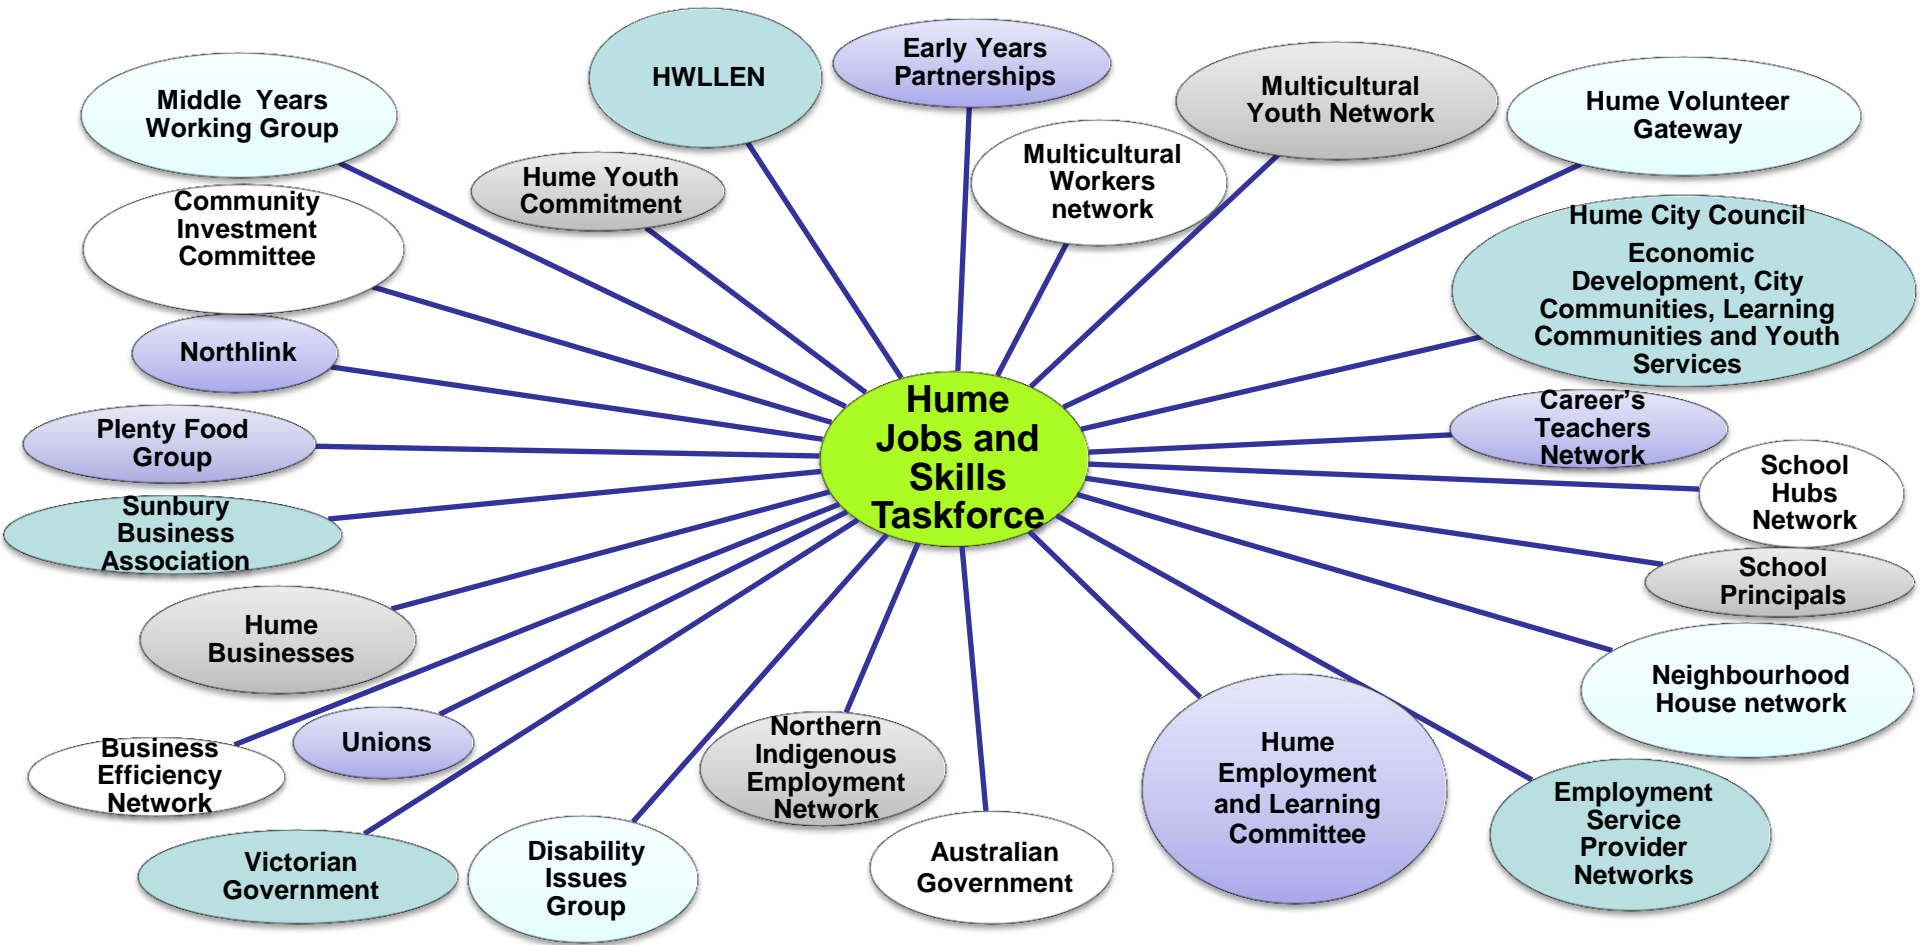 HWLLEN
Early Years
Partnerships
Multicultural
Youth Network
Hume Volunteer
Gateway
Middle Years
Working Group
Hume Youth
Commitment
Multicultural
Workers
network
Community
Investment
Committee
Hume City Council
Economic
Development, City
Communities, Learning
Communities and Youth
Services
Northlink
Hume
Jobs and
Skills
Taskforce
Career’s
Teachers
Network
Plenty Food
Group
School
Hubs
Network
Sunbury
Business
Association
School
Principals
Hume
Businesses
Neighbourhood
House network
Unions
Business
Efficiency
Network
Northern
Indigenous
Employment
Network
Hume
Employment
and Learning
Committee
Employment
Service
Provider
Networks
Victorian
Government
Disability
Issues
Group
Australian
Government